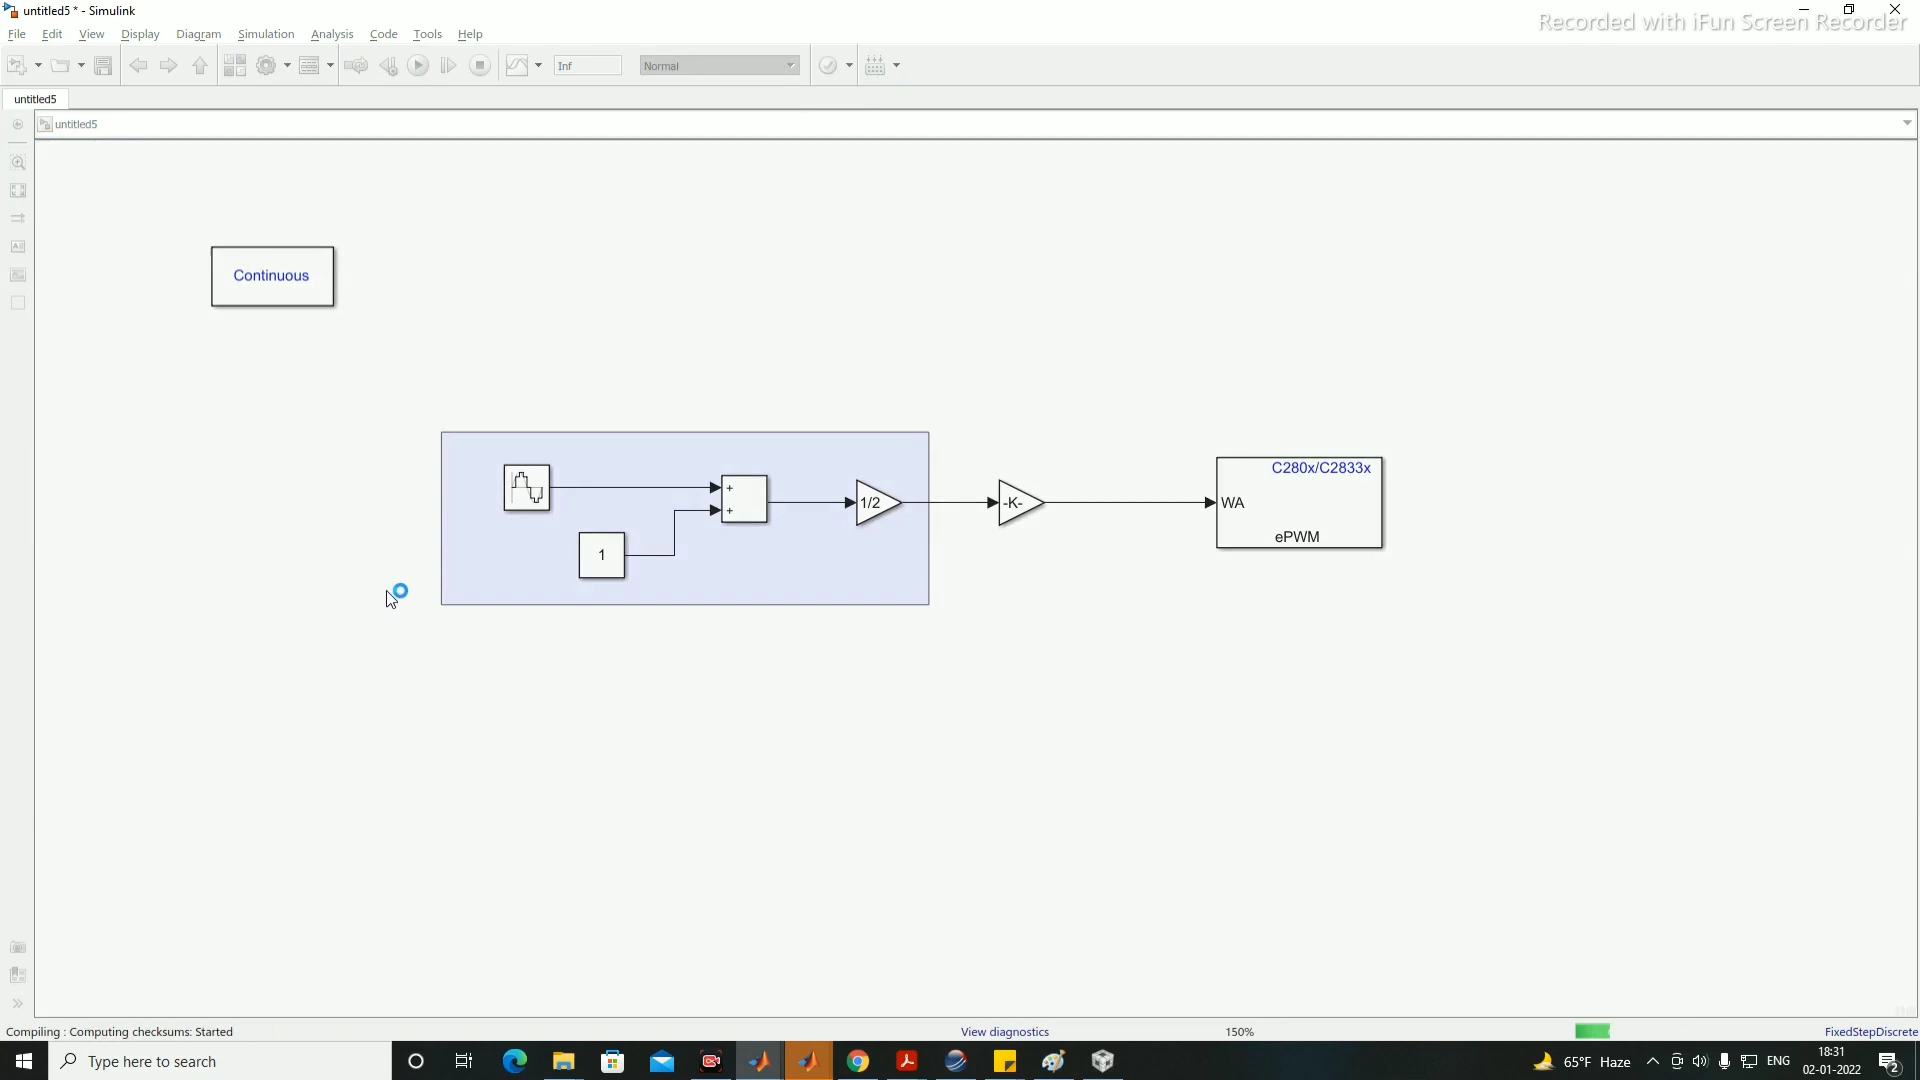 untitled5 * - Simulink
Recorded with iFun Screen Recorder
File Edit View Display Diagram Simulation Analysis Code Tools Help
Inf Normal
untitled5
untitled5
Continuous
C280x/C2833x
+
1/2
-K-
WA
+
ePWM
1
Compiling : Computing checksums: Started View diagnostics 150% FixedStepDiscrete
Type here to search
65°F Haze ENG
18:31
02-01-2022
2